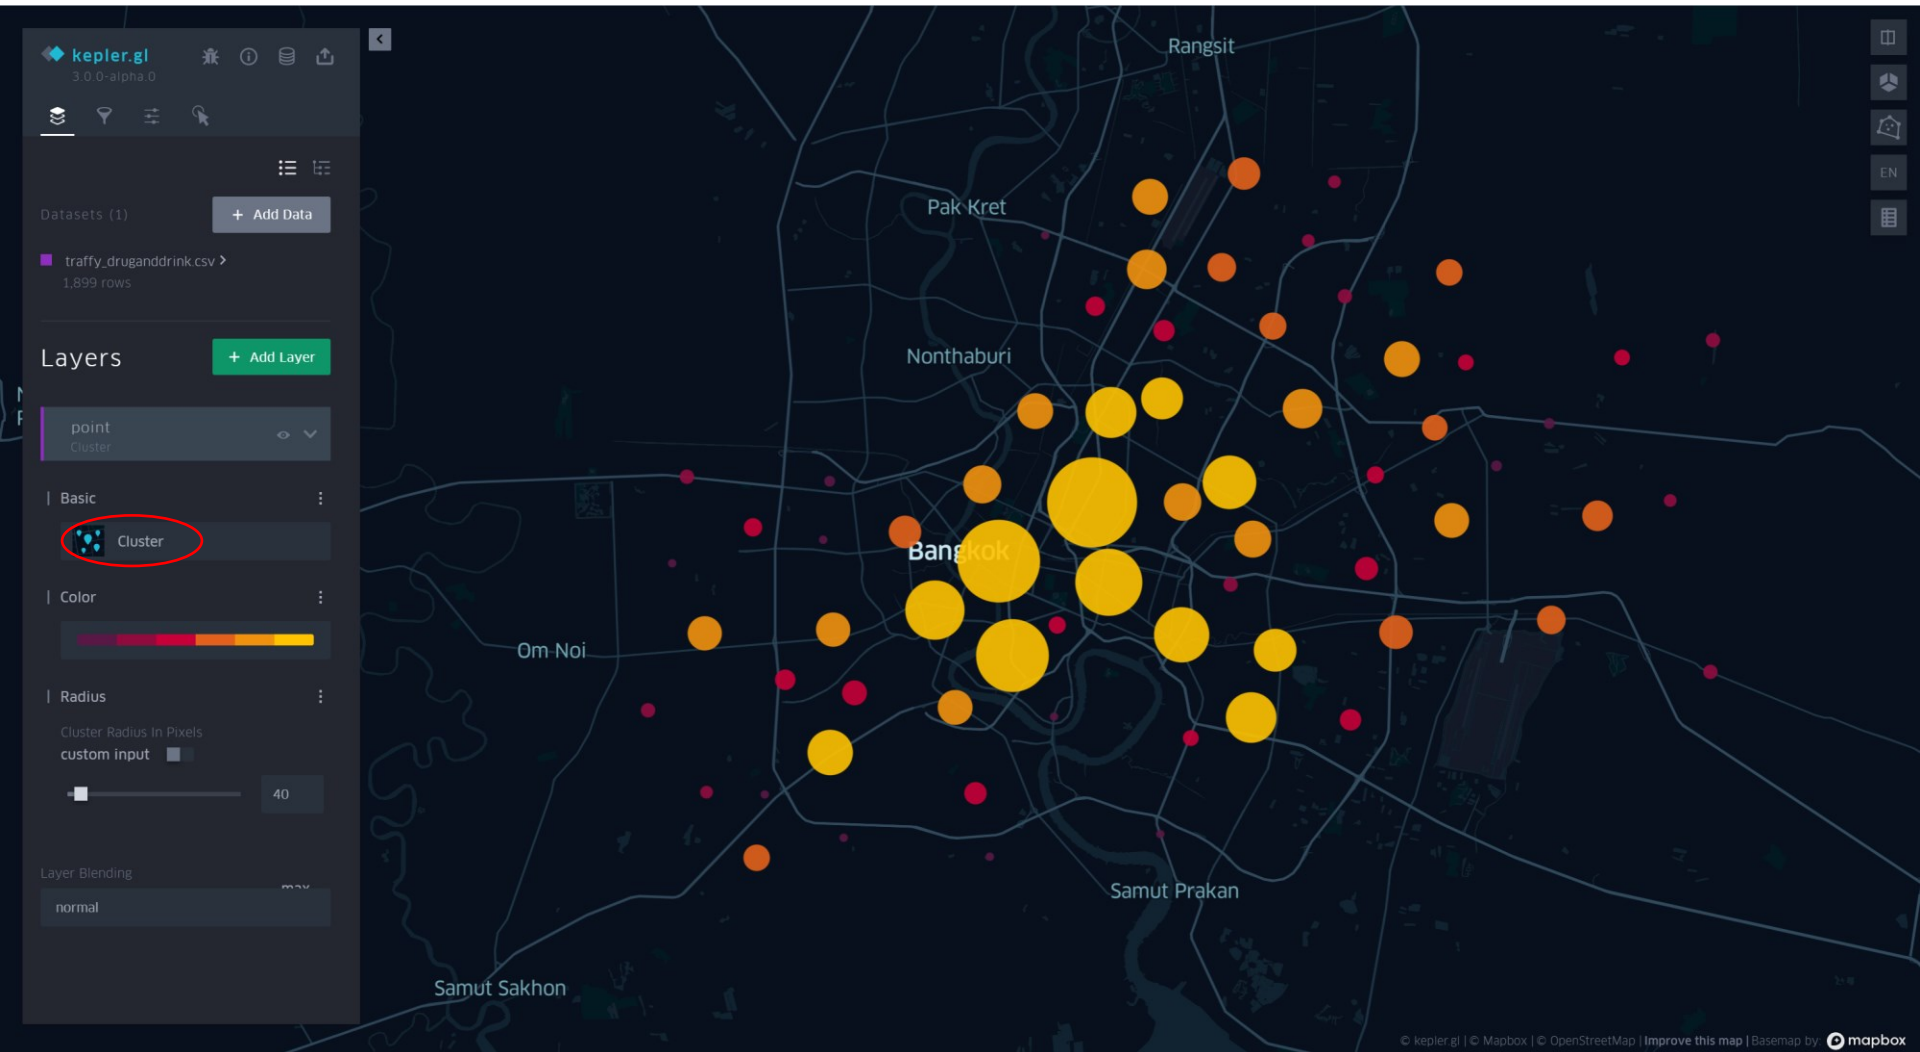 kepler.gl
3.0.0-alpha.0
Datasets (1)
+ Add Data
traffy_druganddrink.csv
1,899 rows
Layers
+ Add Layer
point
Cluster
Basic
Cluster
Color
Radius
Cluster Radius In Pixels
custom input
40
Layer Blending
normal
EN
Rangsit
Pak Kret
Nonthaburi
Bangkok
Om Noi
Samut Prakan
Samut Sakhon
© kepler.gl | © Mapbox | © OpenStreetMap | Improve this map | Basemap by: mapbox